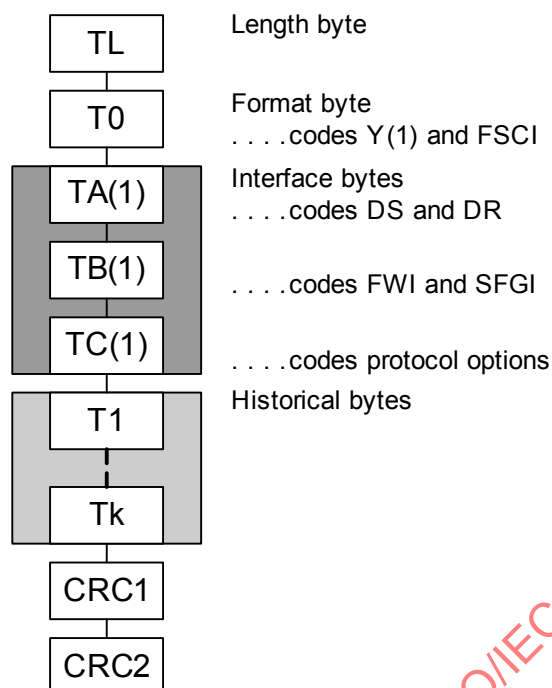 TL Length byte
T0 Format byte
. . . . codes Y(1) and FSCI
TA(1) Interface bytes
. . . . codes DS and DR
TB(1) . . . . codes FWI and SFGI
TC(1) . . . . codes protocol options
T1 Historical bytes
Tk
CRC1
CRC2
O/IEC